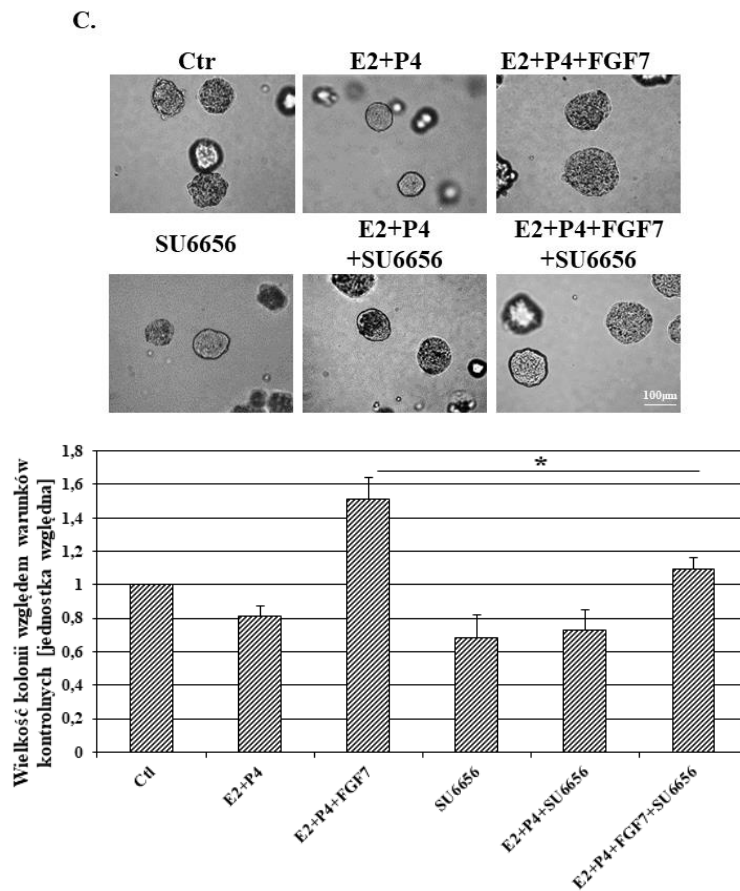 C.
Ctr
E2+P4
E2+P4+FGF7
SU6656
E2+P4
+SU6656
E2+P4+FGF7
+SU6656
100µm
Wielkość kolonii względem warunków
kontrolnych [jednostka względna]
1,8
1,6
1,4
1,2
1
0,8
0,6
0,4
0,2
0
*
Ctl
E2+P4
E2+P4+FGF7
SU6656
E2+P4+SU6656
E2+P4+FGF7+SU6656